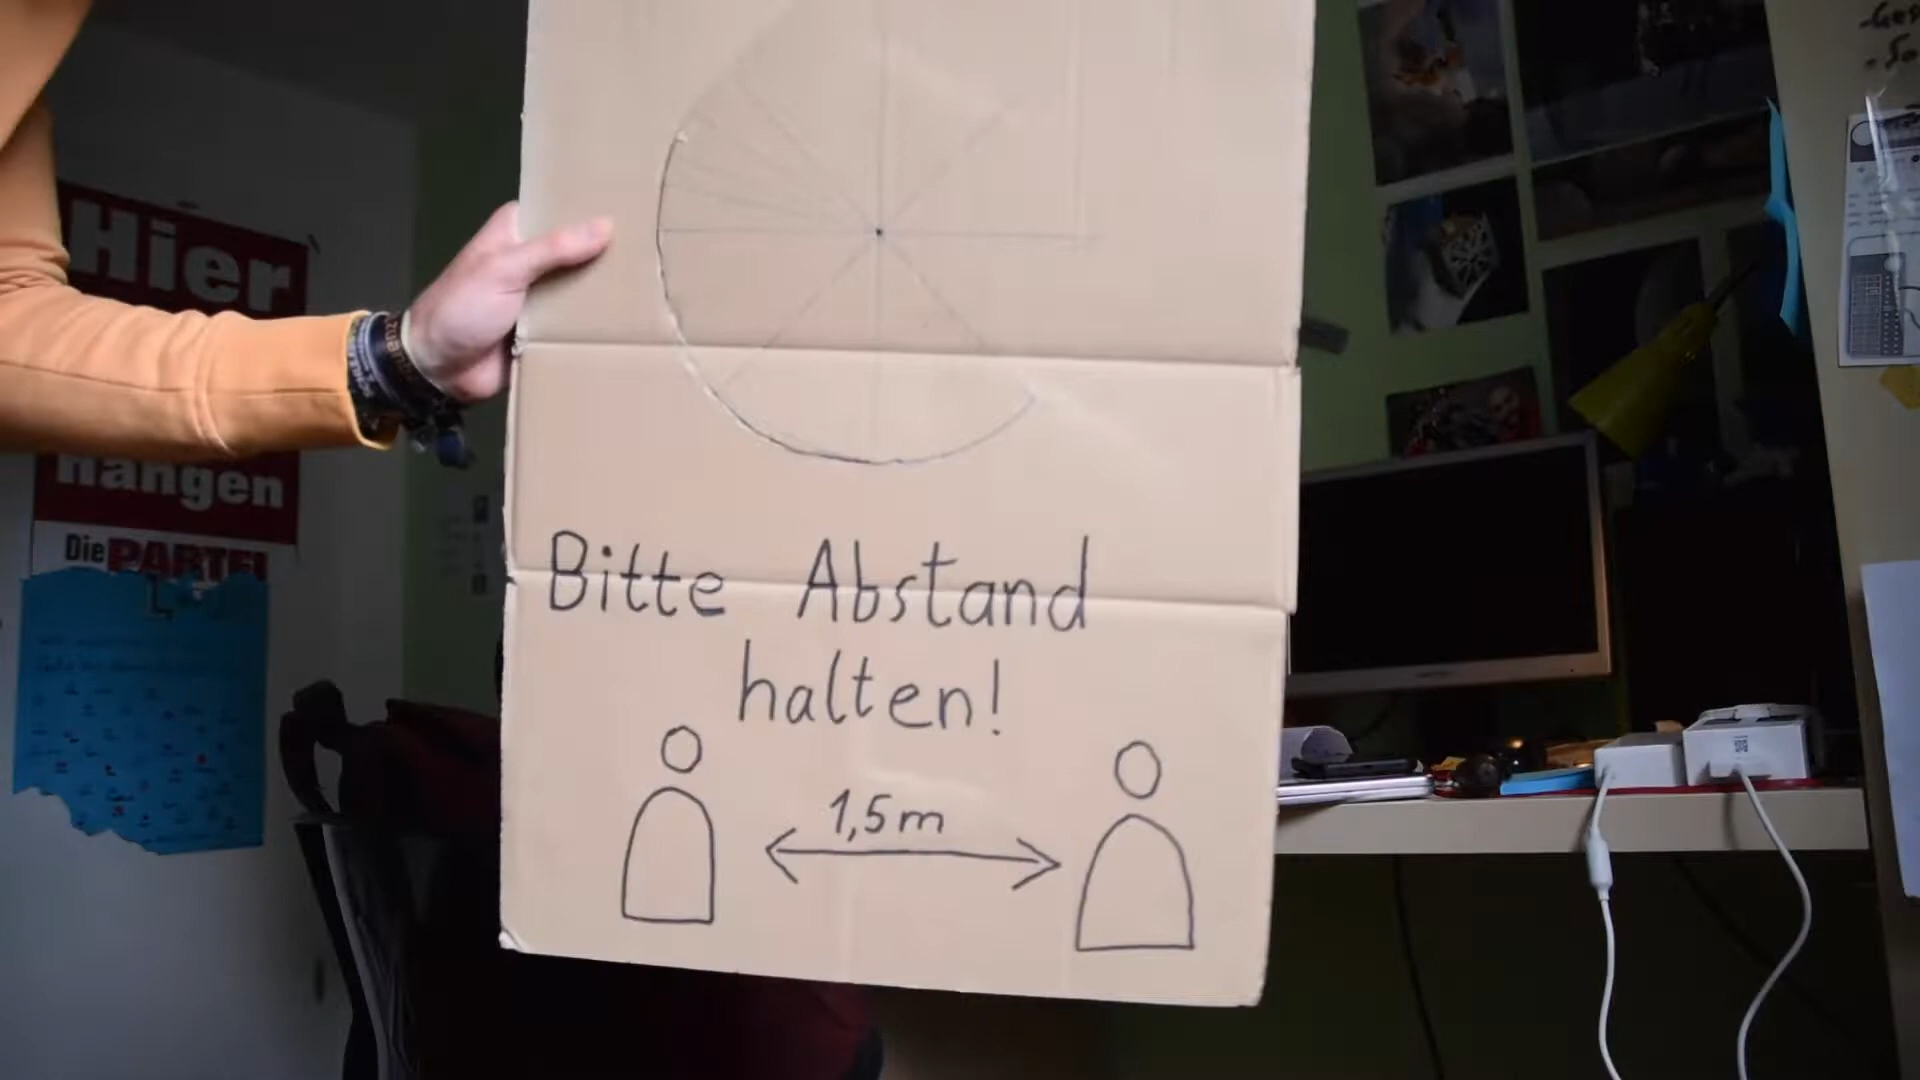 Hier
hängen
Die PARTEI
Bitte Abstand
halten!
1,5m